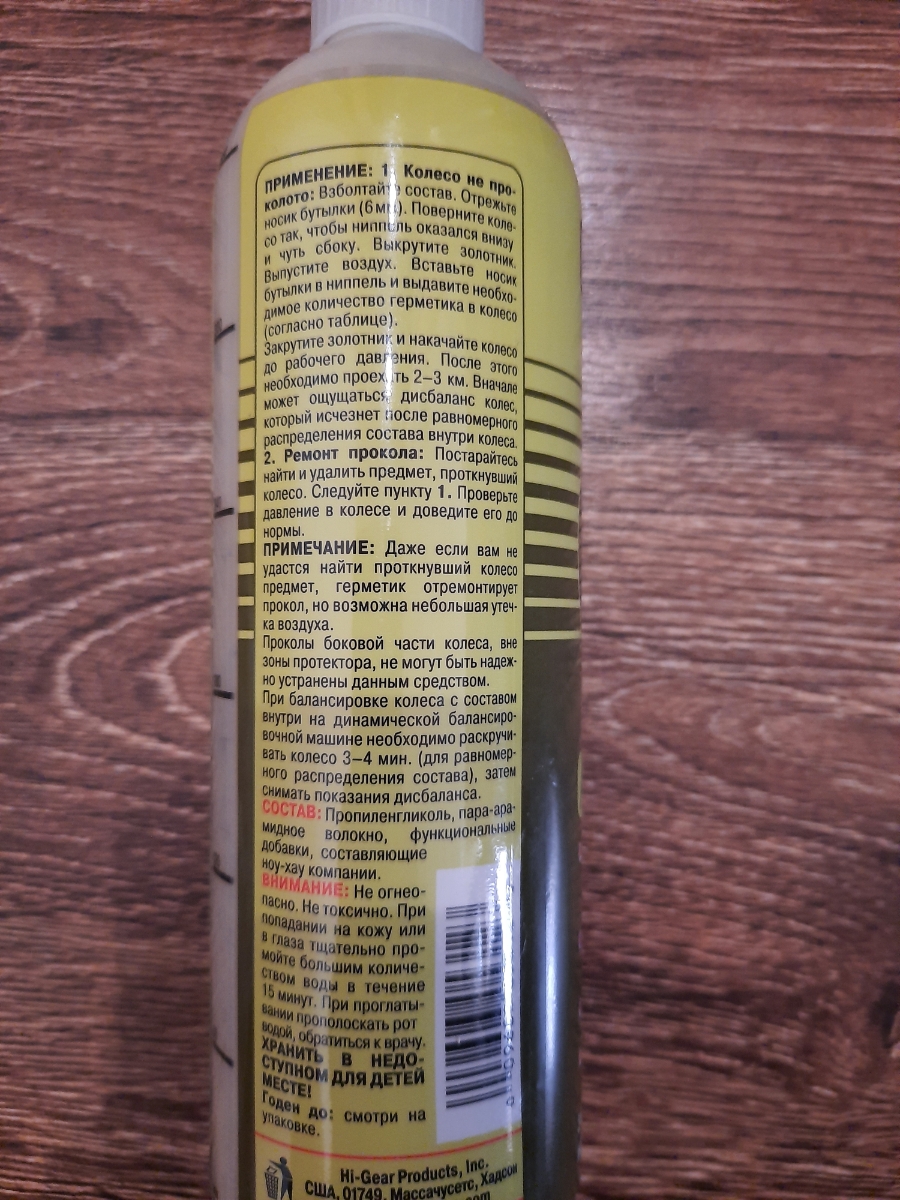 ПРИМЕНЕНИЕ: 1. Колесо не про-
колото: Взболтайте состав. Отрежьте
носик бутылки (6 мм). Поверните коле-
со так, чтобы ниппель оказался внизу
и чуть сбоку. Выкрутите золотник.
Выпустите воздух. Вставьте носик
бутылки в ниппель и выдавите необхо-
димое количество герметика в колесо
(согласно таблице).
Закрутите золотник и накачайте колесо
до рабочего давления. После этого
необходимо проехать 2–3 км. Вначале
может ощущаться дисбаланс колес,
который исчезнет после равномерного
распределения состава внутри колеса.
2. Ремонт прокола: Постарайтесь
найти и удалить предмет, проткнувший
колесо. Следуйте пункту 1. Проверьте
давление в колесе и доведите его до
нормы.
ПРИМЕЧАНИЕ: Даже если вам не
удастся найти проткнувший колесо
предмет, герметик отремонтирует
прокол, но возможна небольшая утеч-
ка воздуха.
Проколы боковой части колеса, вне
зоны протектора, не могут быть надеж-
но устранены данным средством.
При балансировке колеса с составом
внутри на динамической балансиро-
вочной машине необходимо раскручи-
вать колесо 3–4 мин. (для равномер-
ного распределения состава), затем
снимать показания дисбаланса.
СОСТАВ: Пропиленгликоль, пара-ара-
мидное волокно, функциональные
добавки, составляющие
ноу-хау компании.
ВНИМАНИЕ: Не огнео-
пасно. Не токсично. При
попадании на кожу или
в глаза тщательно про-
мойте большим количе-
ством воды в течение
15 минут. При проглаты-
вании прополоскать рот
водой, обратиться к врачу.
ХРАНИТЬ В НЕДО-
СТУПНОМ ДЛЯ ДЕТЕЙ
МЕСТЕ!
Годен до: смотри на
упаковке.
Hi-Gear Products, Inc.
США, 01749, Массачусетс, Хадсон